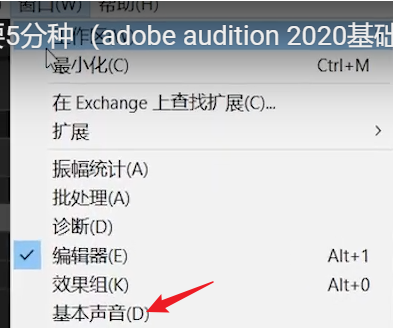 窗口(W) 帮助(H)
要5分种（adobe audition 2020基础
最小化(C) Ctrl+M
在 Exchange 上查找扩展(C)...
扩展
振幅统计(A)
批处理(A)
诊断(D)
编辑器(E) Alt+1
效果组(K) Alt+0
基本声音(D)